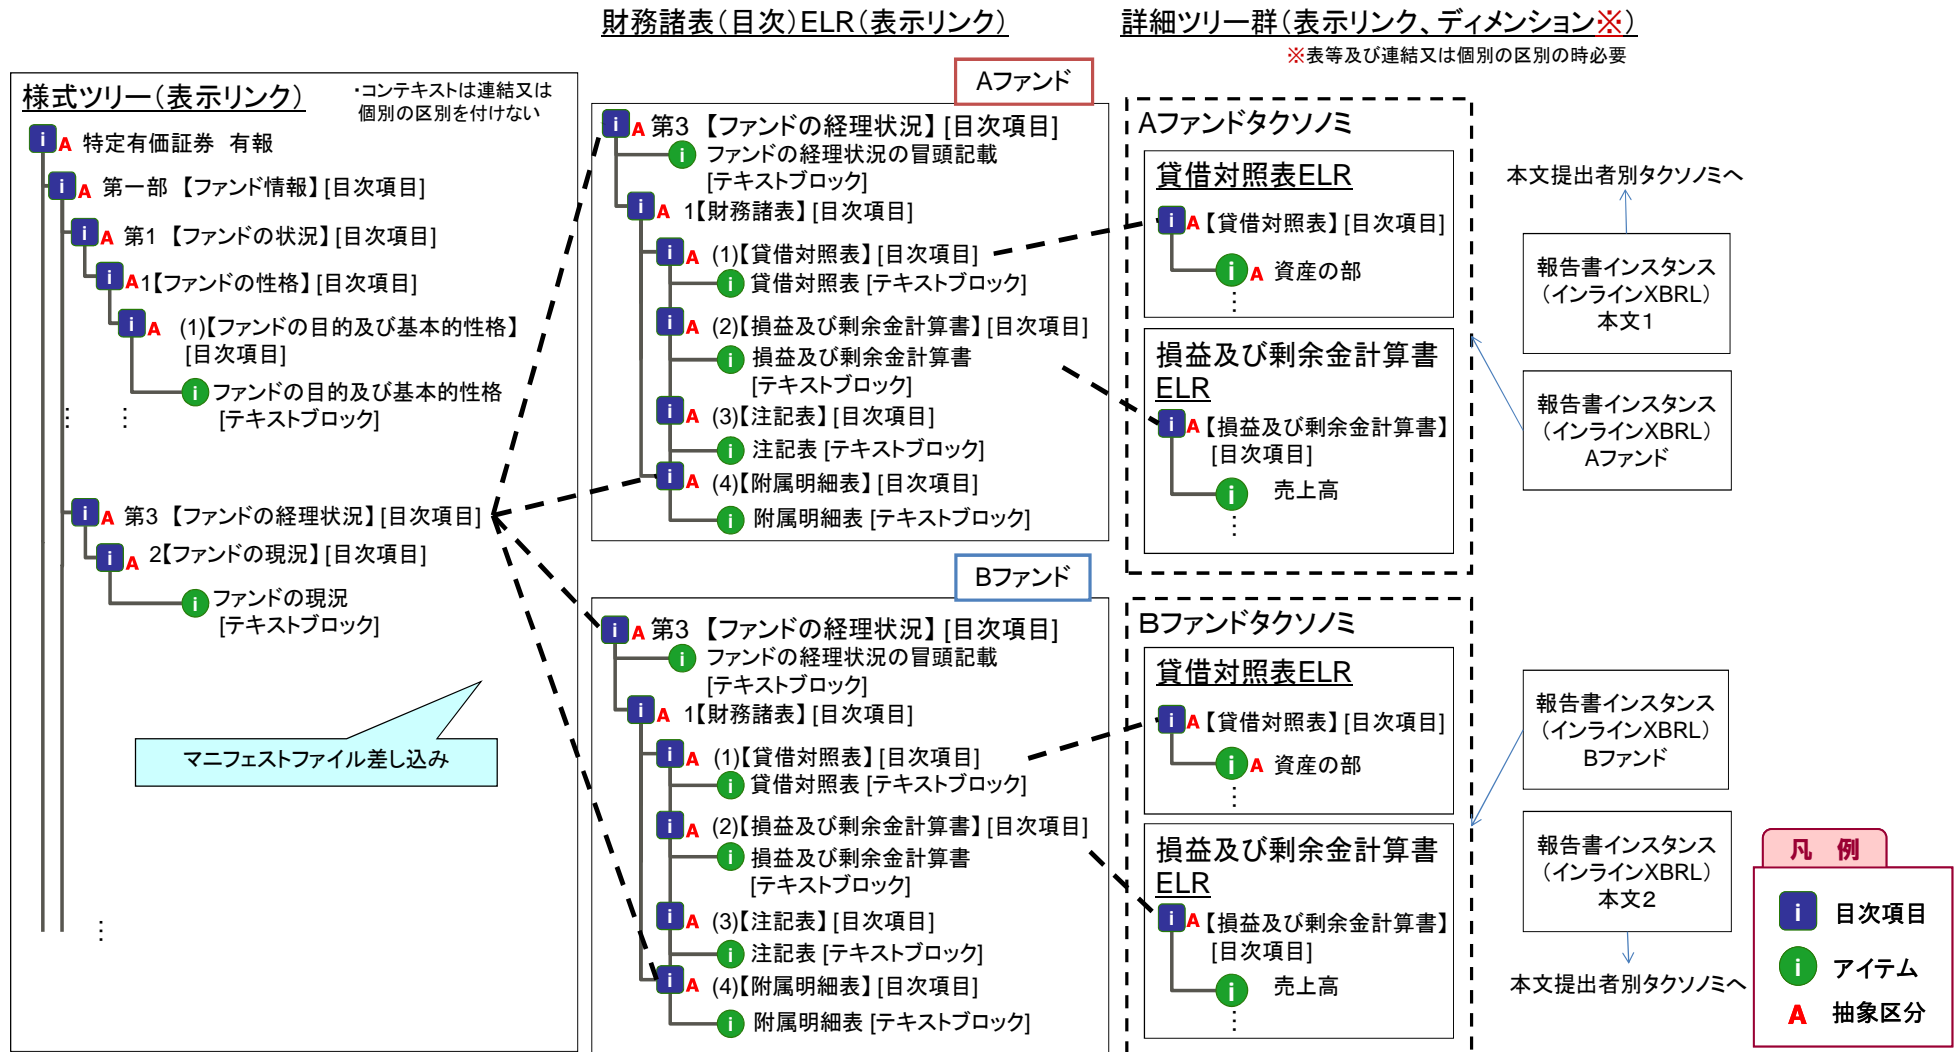 財務諸表(目次)ELR(表示リンク)
詳細ツリー群(表示リンク、ディメンション※)
※表等及び連結又は個別の区別の時必要
様式ツリー(表示リンク)
・コンテキストは連結又は
個別の区別を付けない
i A 特定有価証券 有報
i A 第一部 【ファンド情報】[目次項目]
i A 第1 【ファンドの状況】[目次項目]
i A 1【ファンドの性格】[目次項目]
i A (1)【ファンドの目的及び基本的性格】
[目次項目]
i ファンドの目的及び基本的性格
[テキストブロック]
⋮ ⋮
i A 第3 【ファンドの経理状況】[目次項目]
i A 2【ファンドの現況】[目次項目]
i ファンドの現況
[テキストブロック]
マニフェストファイル差し込み
⋮
Aファンド
i A 第3 【ファンドの経理状況】[目次項目]
i ファンドの経理状況の冒頭記載
[テキストブロック]
i A 1【財務諸表】[目次項目]
i A (1)【貸借対照表】[目次項目]
i 貸借対照表 [テキストブロック]
i A (2)【損益及び剰余金計算書】[目次項目]
i 損益及び剰余金計算書
[テキストブロック]
i A (3)【注記表】[目次項目]
i 注記表 [テキストブロック]
i A (4)【附属明細表】[目次項目]
i 附属明細表 [テキストブロック]
Bファンド
i A 第3 【ファンドの経理状況】[目次項目]
i ファンドの経理状況の冒頭記載
[テキストブロック]
i A 1【財務諸表】[目次項目]
i A (1)【貸借対照表】[目次項目]
i 貸借対照表 [テキストブロック]
i A (2)【損益及び剰余金計算書】[目次項目]
i 損益及び剰余金計算書
[テキストブロック]
i A (3)【注記表】[目次項目]
i 注記表 [テキストブロック]
i A (4)【附属明細表】[目次項目]
i 附属明細表 [テキストブロック]
Aファンドタクソノミ
貸借対照表ELR
i A 【貸借対照表】[目次項目]
i A 資産の部
⋮
損益及び剰余金計算書
ELR
i A 【損益及び剰余金計算書】
[目次項目]
i 売上高
⋮
Bファンドタクソノミ
貸借対照表ELR
i A 【貸借対照表】[目次項目]
i A 資産の部
⋮
損益及び剰余金計算書
ELR
i A 【損益及び剰余金計算書】
[目次項目]
i 売上高
⋮
本文提出者別タクソノミへ
報告書インスタンス
(インラインXBRL)
本文1
報告書インスタンス
(インラインXBRL)
Aファンド
報告書インスタンス
(インラインXBRL)
Bファンド
報告書インスタンス
(インラインXBRL)
本文2
本文提出者別タクソノミへ
凡 例
i 目次項目
i アイテム
A 抽象区分